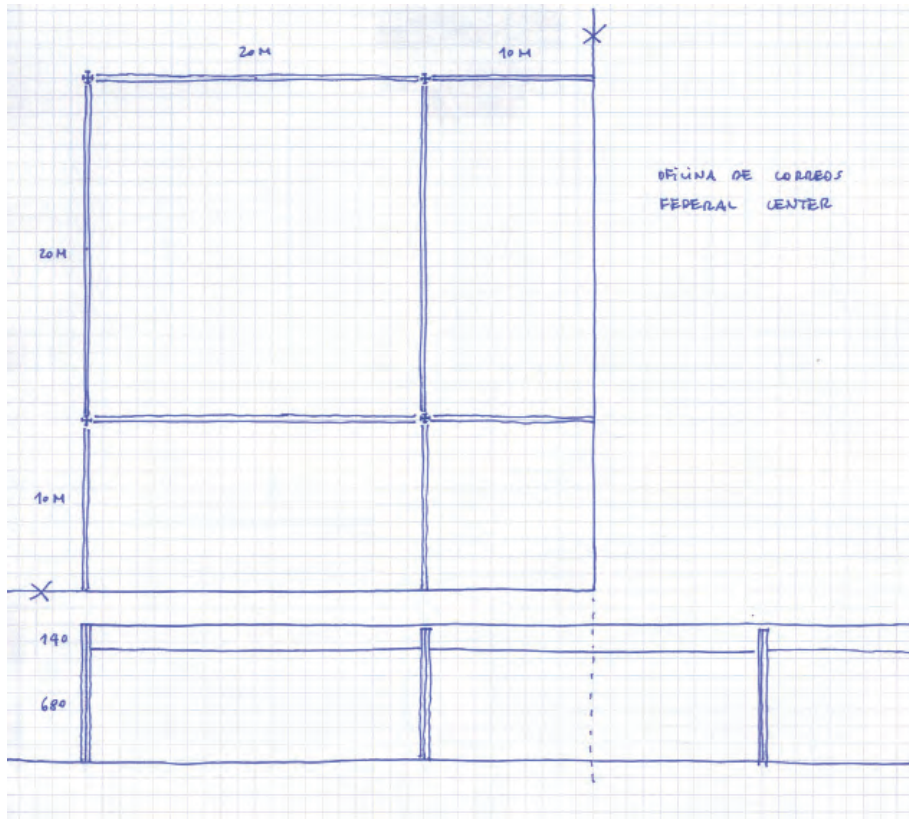 20 M
10 M
OFICINA DE CORREOS
FEDERAL CENTER
20 M
10 M
140
680